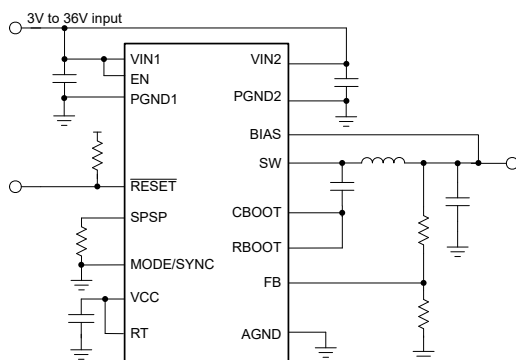 3V to 36V input
VIN1
EN
PGND1
RESET
SPSP
MODE/SYNC
VCC
RT
VIN2
PGND2
BIAS
SW
CBOOT
RBOOT
FB
AGND